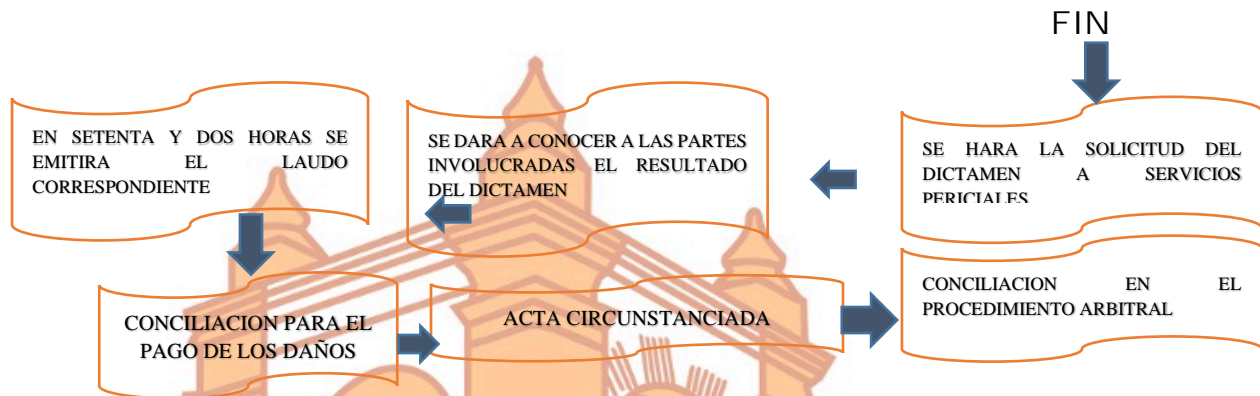 FIN
EN SETENTA Y DOS HORAS SE
EMITIRA EL LAUDO
CORRESPONDIENTE
SE DARA A CONOCER A LAS PARTES
INVOLUCRADAS EL RESULTADO
DEL DICTAMEN
SE HARA LA SOLICITUD DEL
DICTAMEN A SERVICIOS
PERICIALES
CONCILIACION PARA EL
PAGO DE LOS DAÑOS
ACTA CIRCUNSTANCIADA
CONCILIACION EN EL
PROCEDIMIENTO ARBITRAL